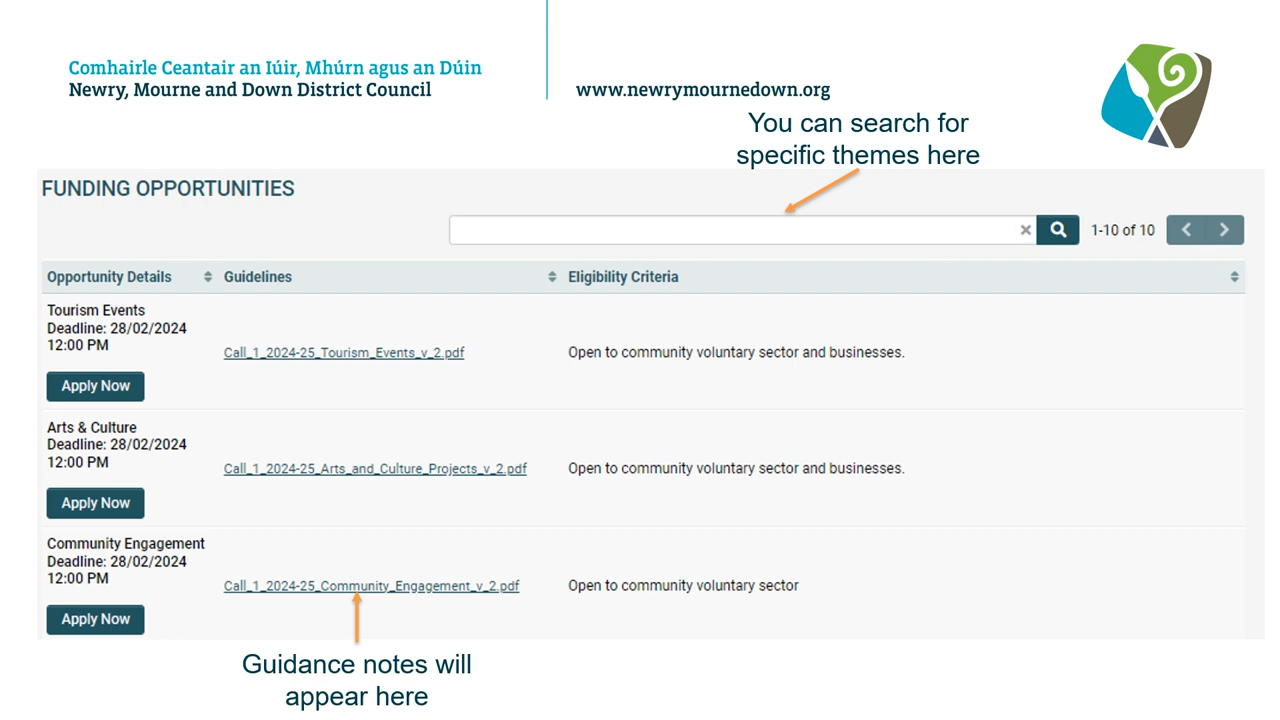 Comhairle Ceantair an Iúir, Mhúrn agus an Dúin
Newry, Mourne and Down District Council
www.newrymournedown.org
You can search for
specific themes here
FUNDING OPPORTUNITIES
1-10 of 10
Opportunity Details
Guidelines
Eligibility Criteria
Tourism Events
Deadline: 28/02/2024
12:00 PM
Call_1_2024-25_Tourism_Events_v_2.pdf
Open to community voluntary sector and businesses.
Apply Now
Arts & Culture
Deadline: 28/02/2024
12:00 PM
Call_1_2024-25_Arts_and_Culture_Projects_v_2.pdf
Open to community voluntary sector and businesses.
Apply Now
Community Engagement
Deadline: 28/02/2024
12:00 PM
Call_1_2024-25_Community_Engagement_v_2.pdf
Open to community voluntary sector
Apply Now
Guidance notes will
appear here